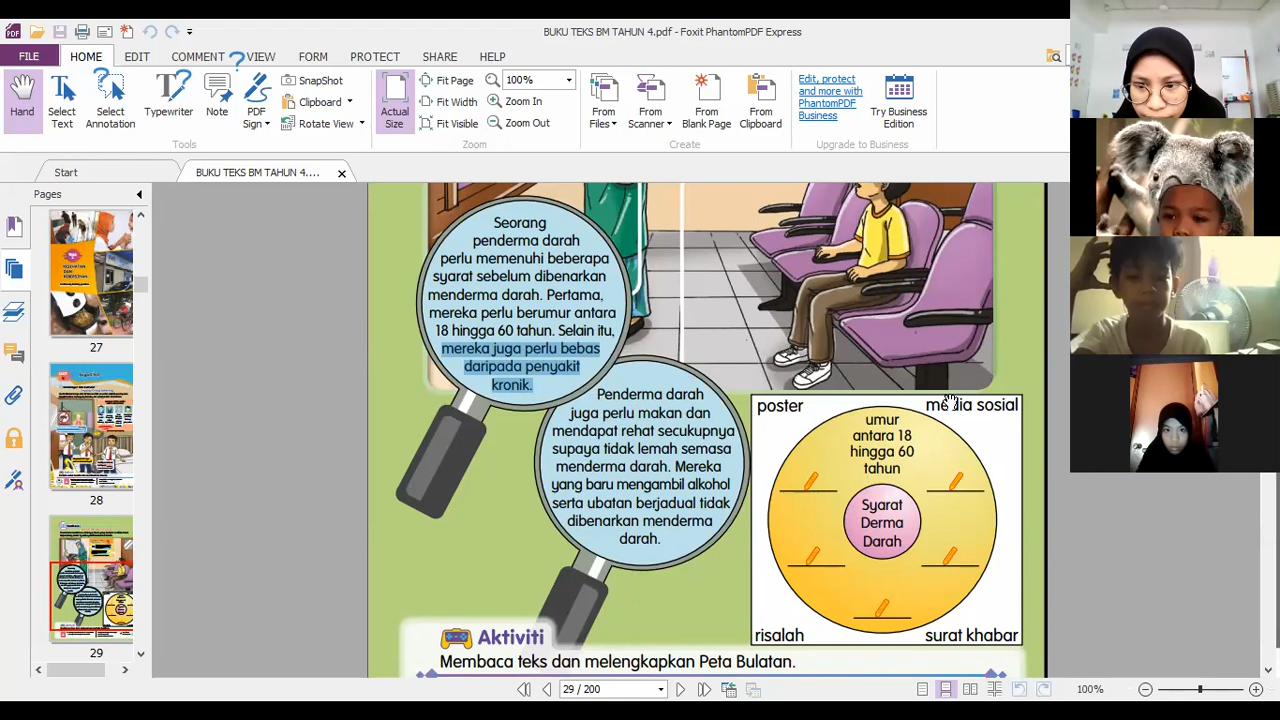 BUKU TEKS BM TAHUN 4.pdf - Foxit PhantomPDF Express
FILE HOME EDIT COMMENT VIEW FORM PROTECT SHARE HELP
Hand
Select Text
Select Annotation
Typewriter
Note
PDF Sign
SnapShot
Clipboard
Rotate View
Tools
Actual Size
Fit Page
Fit Width
Fit Visible
100%
Zoom In
Zoom Out
Zoom
From Files
From Scanner
From Blank Page
From Clipboard
Create
Edit, protect
and more with
PhantomPDF
Business
Try Business Edition
Upgrade to Business
Start
BUKU TEKS BM TAHUN 4....
Pages
27
28
29
Seorang
penderma darah
perlu memenuhi beberapa
syarat sebelum dibenarkan
menderma darah. Pertama,
mereka perlu berumur antara
18 hingga 60 tahun. Selain itu,
mereka juga perlu bebas
daripada penyakit
kronik.
Penderma darah
juga perlu makan dan
mendapat rehat secukupnya
supaya tidak lemah semasa
menderma darah. Mereka
yang baru mengambil alkohol
serta ubatan berjadual tidak
dibenarkan menderma
darah.
poster
media sosial
umur
antara 18
hingga 60
tahun
Syarat
Derma
Darah
risalah
surat khabar
Aktiviti
Membaca teks dan melengkapkan Peta Bulatan.
29 / 200
100%